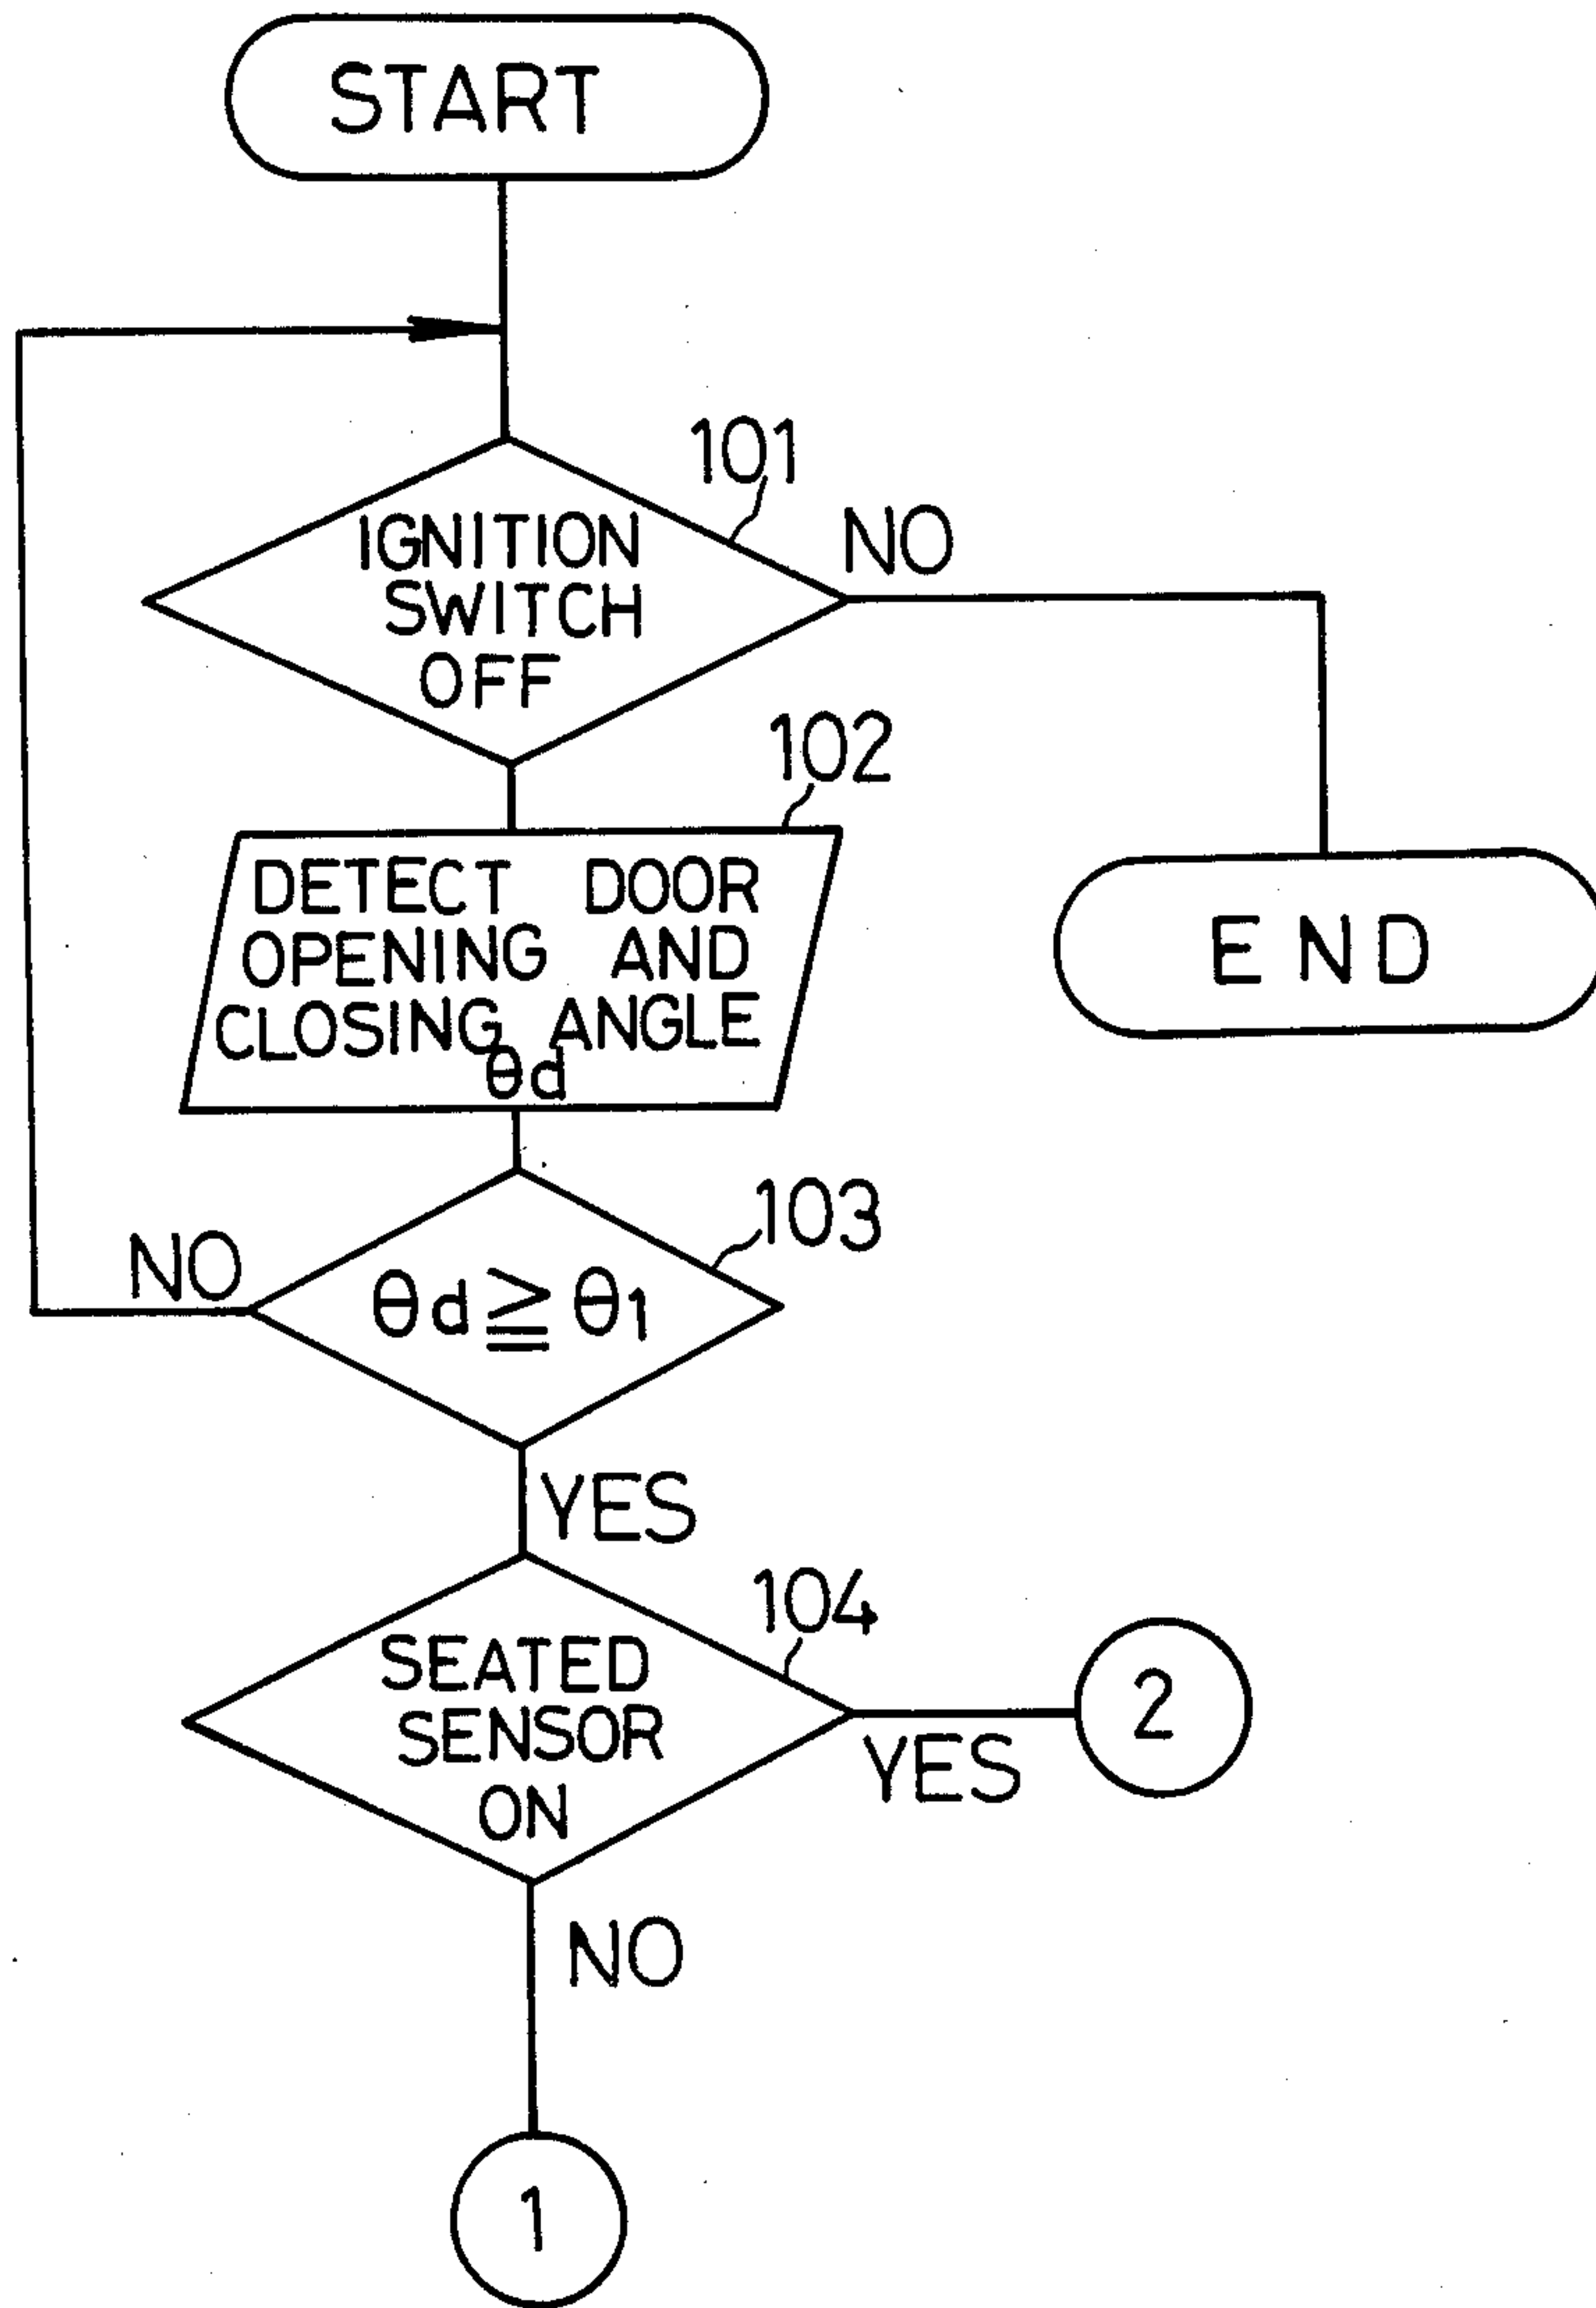 START
101
IGNITION
SWITCH
OFF
NO
102
DETECT DOOR
OPENING AND
CLOSING ANGLE
θd
END
103
NO
θd ≧ θ1
YES
104
SEATED
SENSOR
ON
YES
2
NO
1